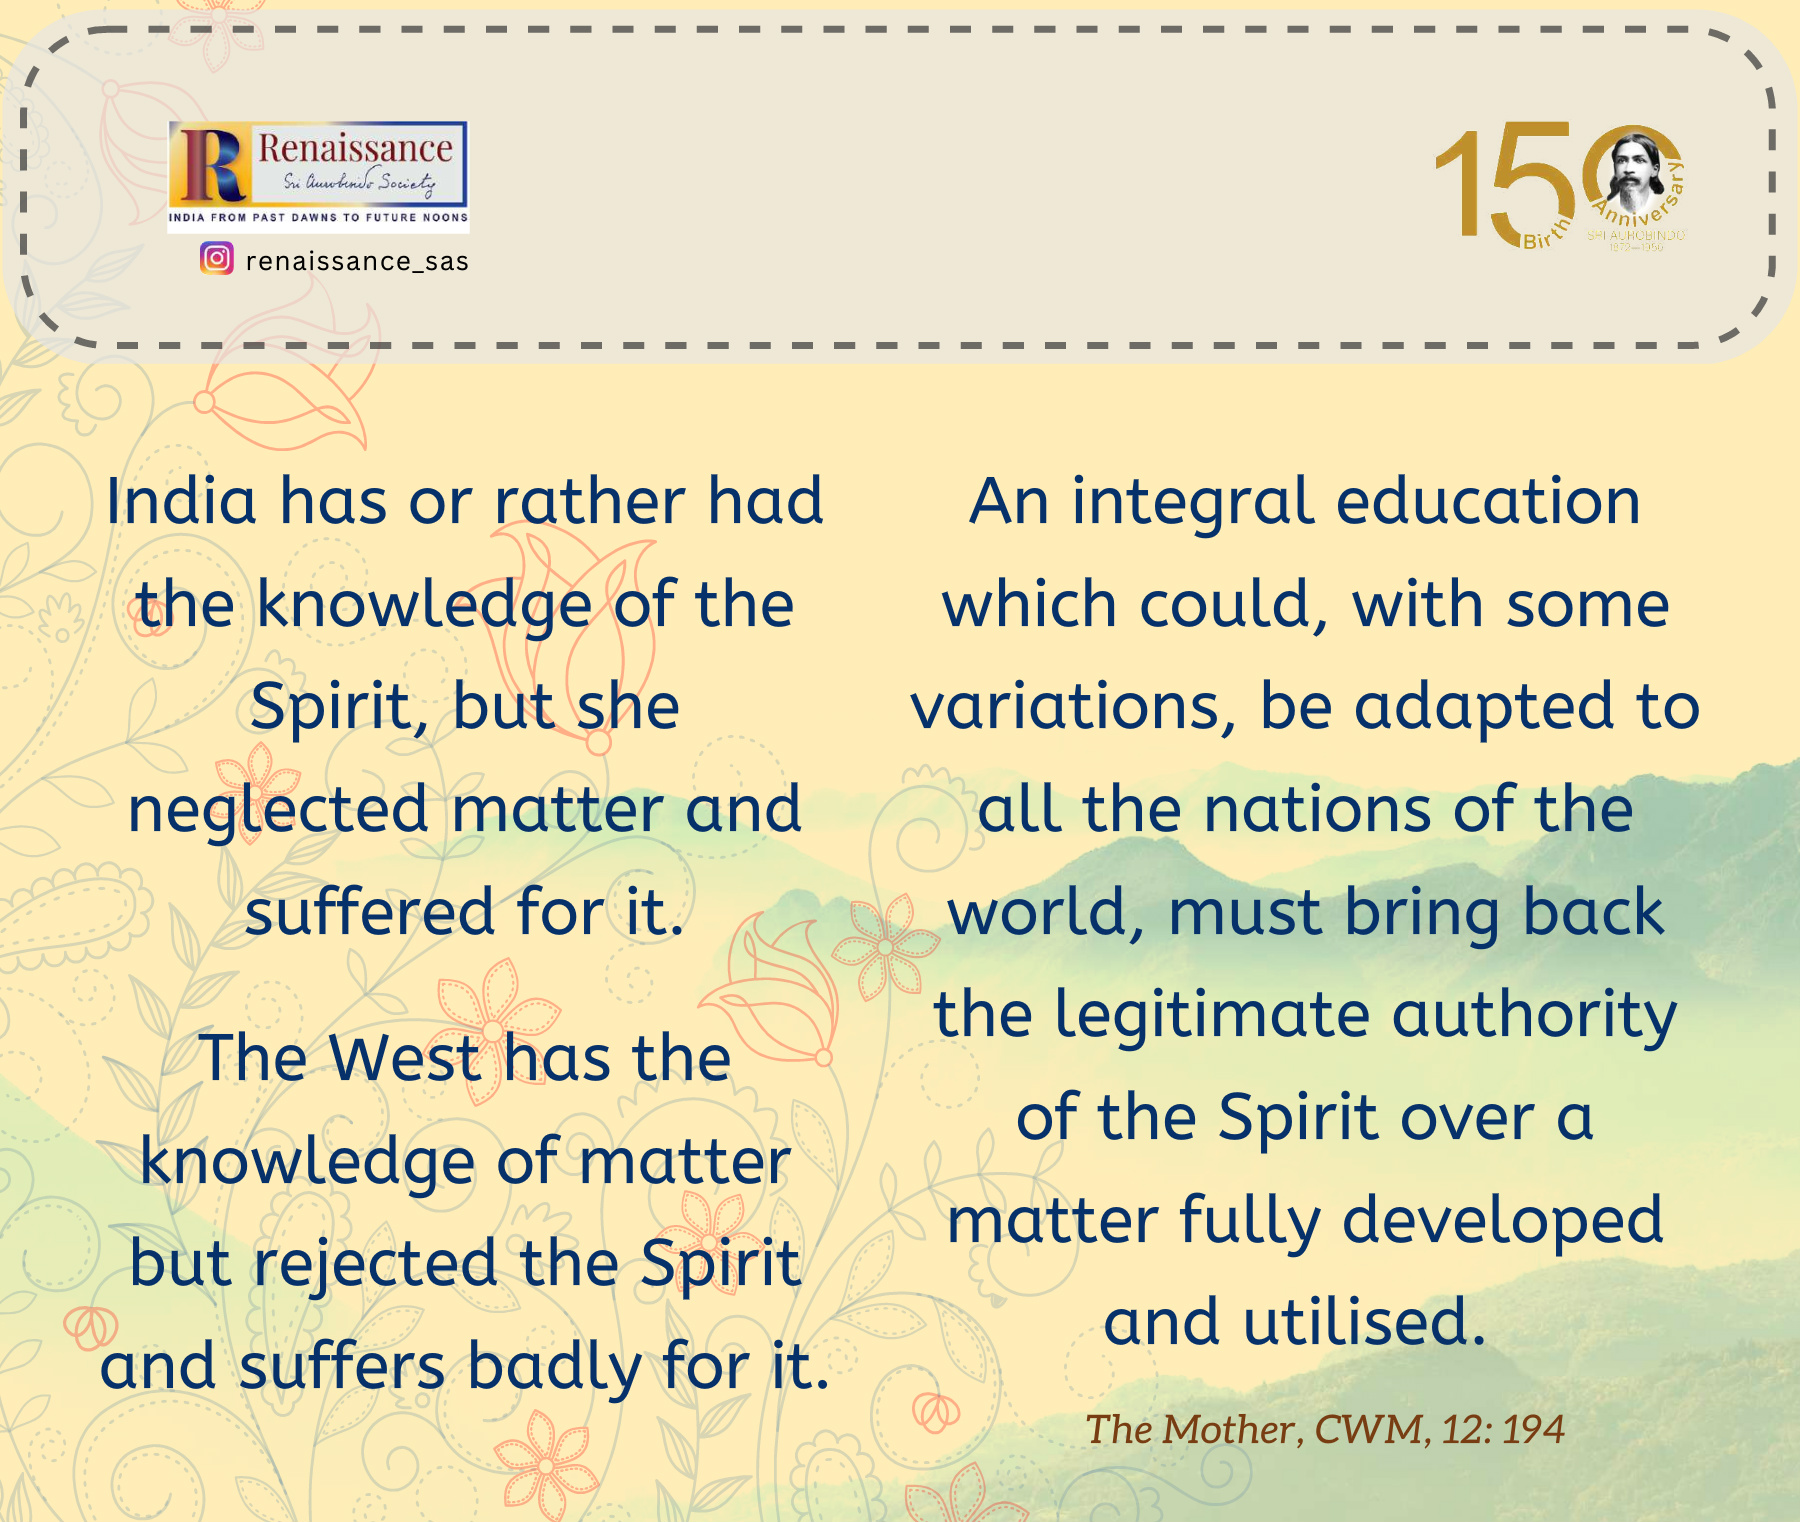 R Renaissance
Sri Aurobindo Society
INDIA FROM PAST DAWNS TO FUTURE NOONS
renaissance_sas
150
Birth Anniversary
SRI AUROBINDO
1872—1950
India has or rather had
the knowledge of the
Spirit, but she
neglected matter and
suffered for it.
The West has the
knowledge of matter
but rejected the Spirit
and suffers badly for it.
An integral education
which could, with some
variations, be adapted to
all the nations of the
world, must bring back
the legitimate authority
of the Spirit over a
matter fully developed
and utilised.
The Mother, CWM, 12: 194